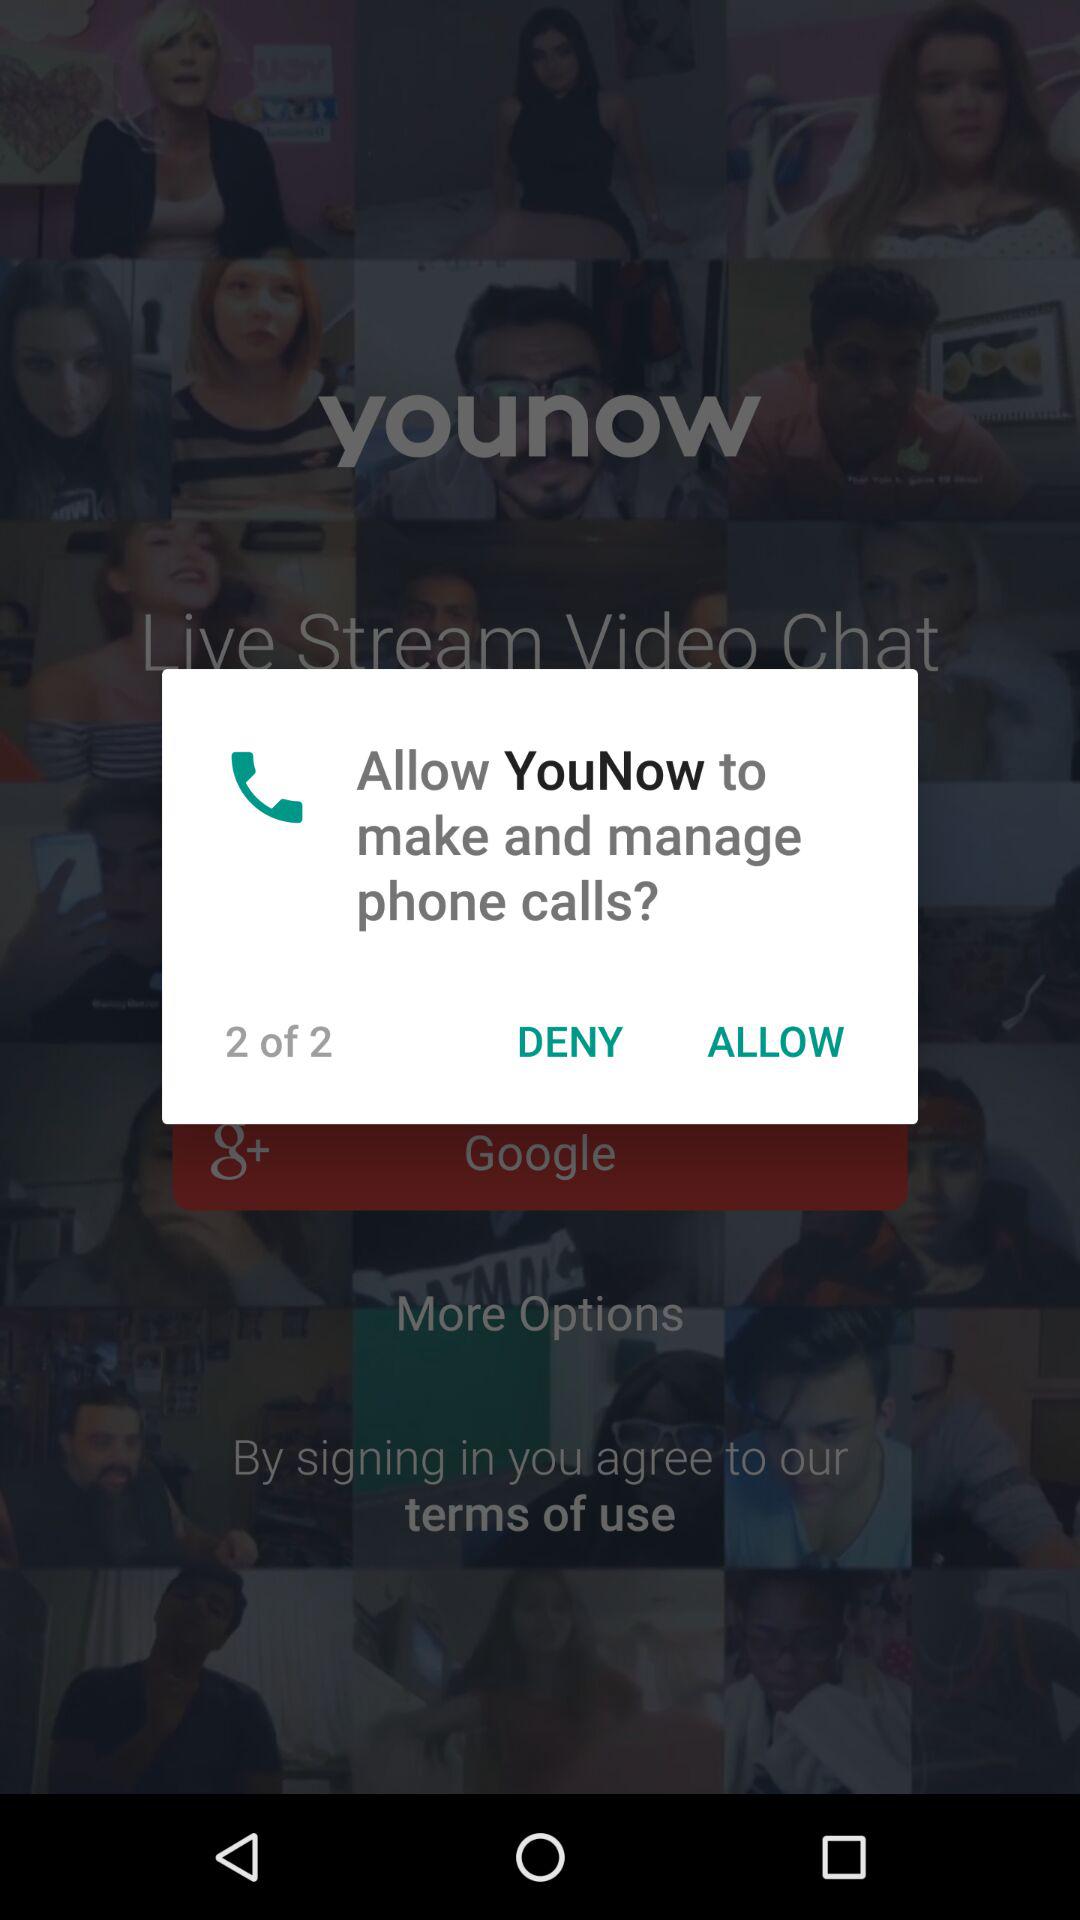 younow
Live Stream Video Chat
Allow YouNow to
make and manage
phone calls?
2 of 2
DENY
ALLOW
g+
Google
More Options
By signing in you agree to our
terms of use